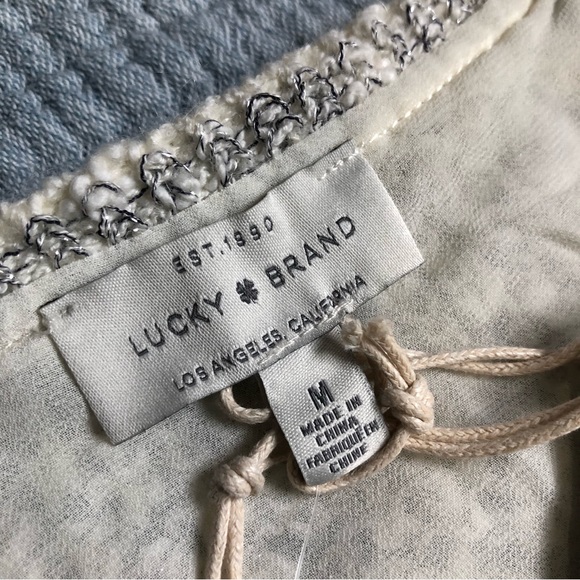 EST. 1990
LUCKY BRAND
LOS ANGELES, CALIFORNIA
M
MADE IN
CHINA
FABRIQUÉ EN
CHINE